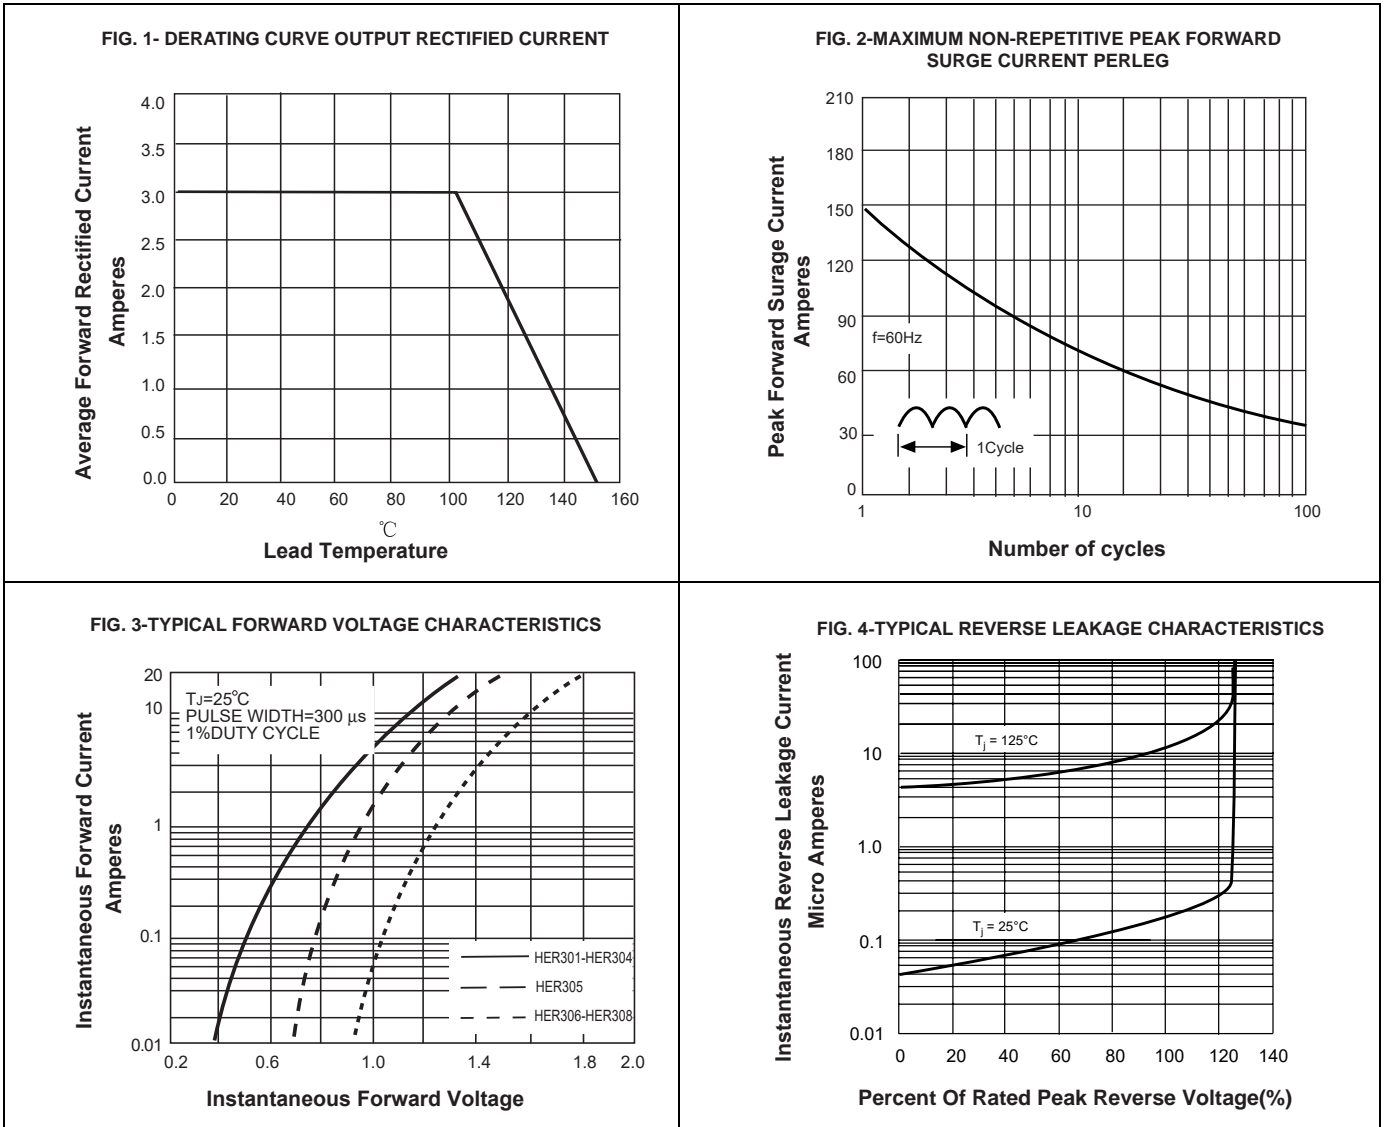 FIG. 1- DERATING CURVE OUTPUT RECTIFIED CURRENT
Average Forward Rectified Current
Amperes
4.0
3.5
3.0
2.5
2.0
1.5
1.0
0.5
0.0
0 20 40 60 80 100 120 140 160
℃
Lead Temperature
FIG. 2-MAXIMUM NON-REPETITIVE PEAK FORWARD
SURGE CURRENT PERLEG
Peak Forward Surage Current
Amperes
210
180
150
120
90
60
30
0
f=60Hz
1Cycle
1 10 100
Number of cycles
FIG. 3-TYPICAL FORWARD VOLTAGE CHARACTERISTICS
Instantaneous Forward Current
Amperes
20
10
1
0.1
0.01
TJ=25°C
PULSE WIDTH=300 µs
1%DUTY CYCLE
HER301-HER304
HER305
HER306-HER308
0.2 0.6 1.0 1.4 1.8 2.0
Instantaneous Forward Voltage
FIG. 4-TYPICAL REVERSE LEAKAGE CHARACTERISTICS
Instantaneous Reverse Leakage Current
Micro Amperes
100
10
1.0
0.1
0.01
Tj = 125°C
Tj = 25°C
0 20 40 60 80 100 120 140
Percent Of Rated Peak Reverse Voltage(%)